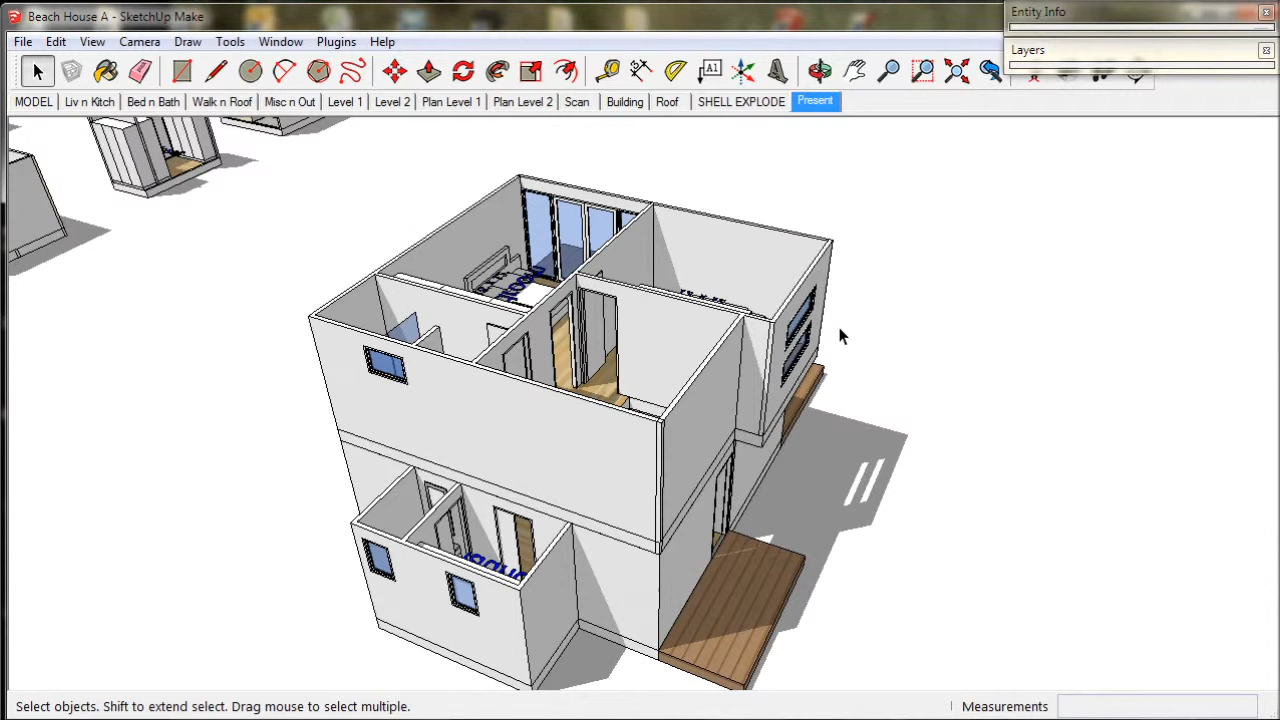 Beach House A - SketchUp Make
Entity Info
File Edit View Camera Draw Tools Window Plugins Help
Layers
A1
MODEL Liv n Kitch Bed n Bath Walk n Roof Misc n Out Level 1 Level 2 Plan Level 1 Plan Level 2 Scan Building Roof SHELL EXPLODE Present
Select objects. Shift to extend select. Drag mouse to select multiple.
Measurements